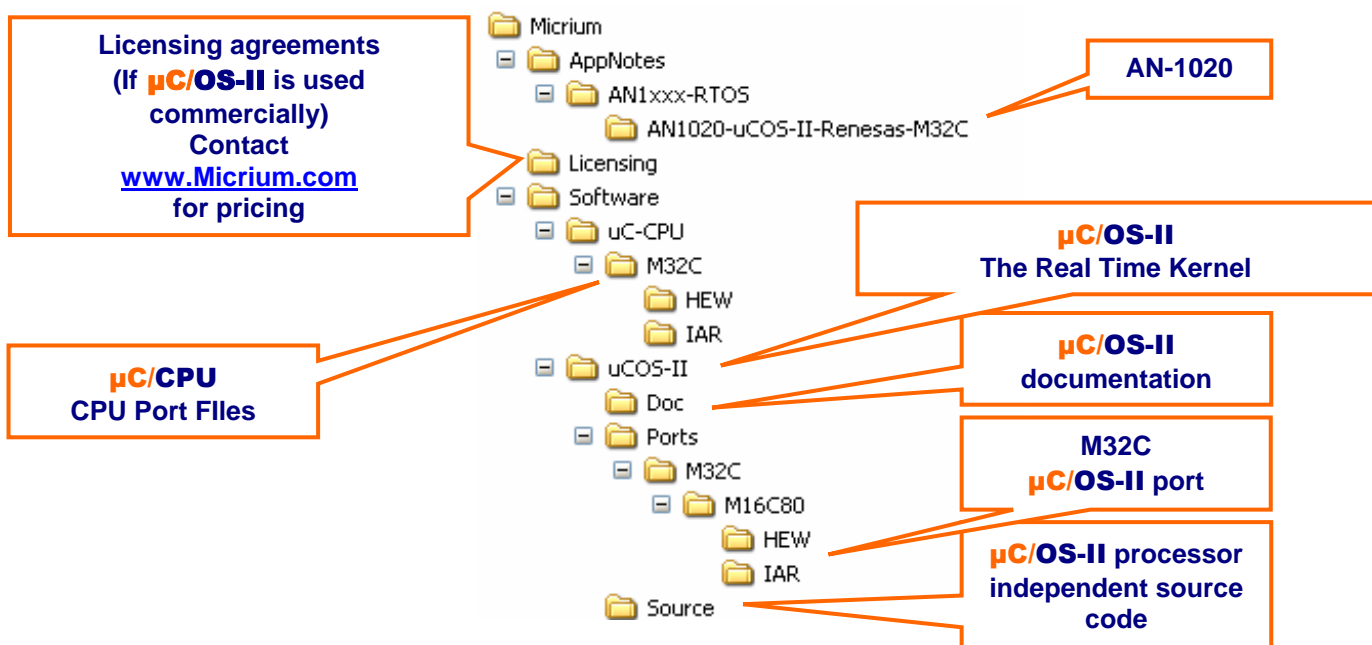 Licensing agreements
(If µC/OS-II is used
commercially)
Contact
www.Micrium.com
for pricing
Micrium
AppNotes
AN1xxx-RTOS
AN1020-uCOS-II-Renesas-M32C
Licensing
Software
uC-CPU
M32C
HEW
IAR
uCOS-II
Doc
Ports
M32C
M16C80
HEW
IAR
Source
AN-1020
µC/OS-II
The Real Time Kernel
µC/OS-II
documentation
µC/CPU
CPU Port FIles
M32C
µC/OS-II port
µC/OS-II processor
independent source
code